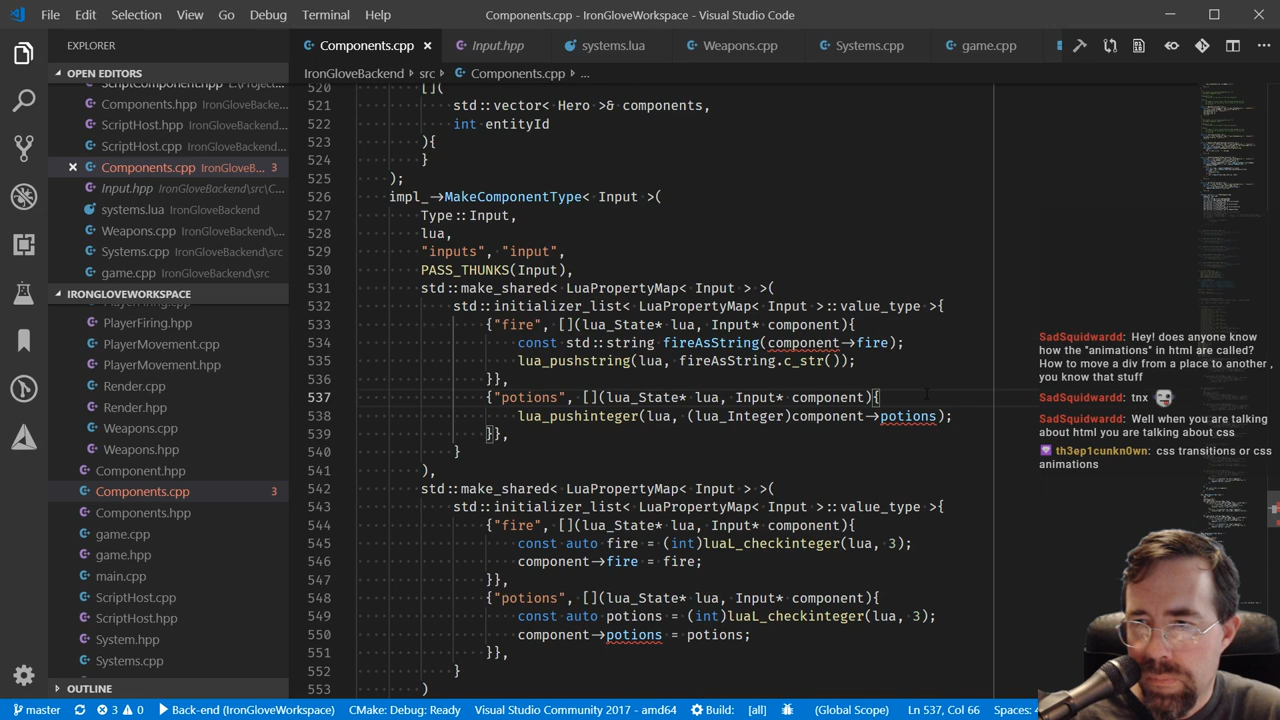 File Edit Selection View Go Debug Terminal Help
Components.cpp - IronGloveWorkspace - Visual Studio Code
EXPLORER
OPEN EDITORS
Components.hpp IronGloveBacke...
ScriptHost.hpp IronGloveBackend...
ScriptHost.cpp IronGloveBackend...
Components.cpp IronGloveB... 3
Input.hpp IronGloveBackend\src\C...
systems.lua IronGloveBackend
Weapons.cpp IronGloveBackend\...
Systems.cpp IronGloveBackend\src
game.cpp IronGloveBackend\src
IRONGLOVEWORKSPACE
PlayerFiring.hpp
PlayerMovement.cpp
PlayerMovement.hpp
Render.cpp
Render.hpp
Weapons.cpp
Weapons.hpp
Component.hpp
Components.cpp 3
Components.hpp
game.cpp
game.hpp
main.cpp
ScriptHost.cpp
ScriptHost.hpp
System.hpp
Systems.cpp
OUTLINE
Components.cpp Input.hpp systems.lua Weapons.cpp Systems.cpp game.cpp
IronGloveBackend › src › Components.cpp › ...
520 [](
521 std::vector< Hero >& components,
522 int entityId
523 ){
524 }
525 );
526 impl_->MakeComponentType< Input >(
527 Type::Input,
528 lua,
529 "inputs", "input",
530 PASS_THUNKS(Input),
531 std::make_shared< LuaPropertyMap< Input > >(
532 std::initializer_list< LuaPropertyMap< Input >::value_type >{
533 {"fire", [](lua_State* lua, Input* component){
534 const std::string fireAsString(component->fire);
535 lua_pushstring(lua, fireAsString.c_str());
536 }},
537 {"potions", [](lua_State* lua, Input* component){
538 lua_pushinteger(lua, (lua_Integer)component->potions);
539 }},
540 }
541 ),
542 std::make_shared< LuaPropertyMap< Input > >(
543 std::initializer_list< LuaPropertyMap< Input >::value_type >{
544 {"fire", [](lua_State* lua, Input* component){
545 const auto fire = (int)luaL_checkinteger(lua, 3);
546 component->fire = fire;
547 }},
548 {"potions", [](lua_State* lua, Input* component){
549 const auto potions = (int)luaL_checkinteger(lua, 3);
550 component->potions = potions;
551 }},
552 }
553 )
SadSquidwardd: Hey! does anyone know
how the "animations" in html are called?
How to move a div from a place to another ,
you know that stuff
SadSquidwardd: tnx
SadSquidwardd: Well when you are talking
about html you are talking about css
th3ep1cunkn0wn: css transitions or css
animations
master 3 0 Back-end (IronGloveWorkspace) CMake: Debug: Ready Visual Studio Community 2017 - amd64 Build: [all] (Global Scope) Ln 537, Col 66 Spaces: